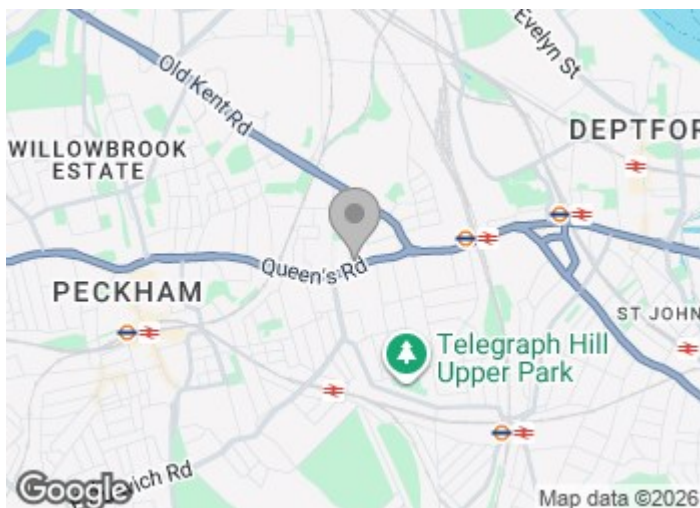 Evelyn St
Old Kent Rd
DEPTFOR
WILLOWBROOK
ESTATE
Queen's Rd
PECKHAM
ST JOHN
Telegraph Hill
Upper Park
Rd
Google
Map data ©2026